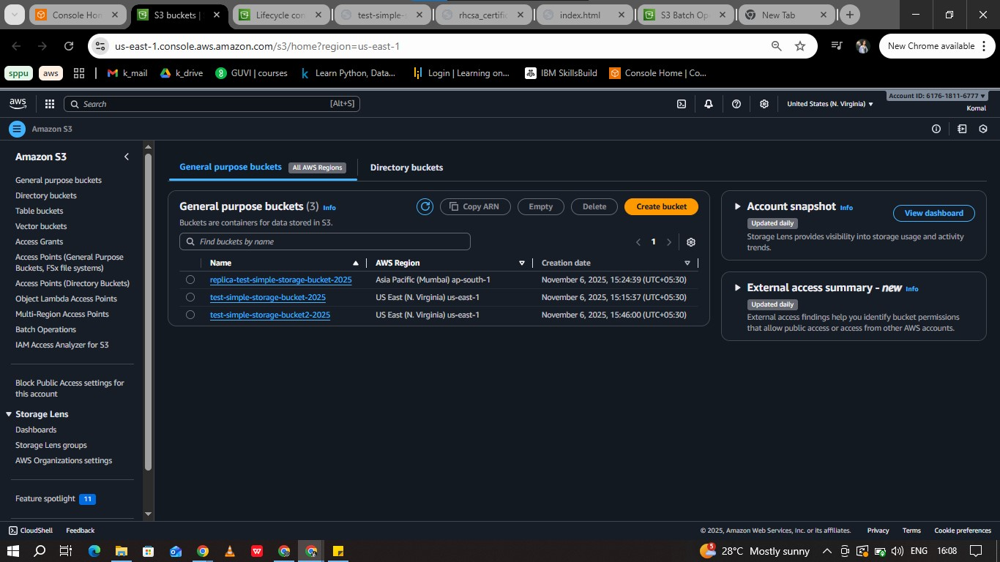 Console Hon
S3 buckets |
Lifecycle con
test-simple-s
rhcsa_certific
index.html
S3 Batch Op
New Tab
us-east-1.console.aws.amazon.com/s3/home?region=us-east-1
New Chrome available
sppu
aws
k_mail
k_drive
GUVI | courses
Learn Python, Data...
Login | Learning on...
IBM SkillsBuild
Console Home | Co...
aws
Search
[Alt+S]
United States (N. Virginia)
Account ID: 6176-1811-6777
Komal
Amazon S3
Amazon S3
General purpose buckets
Directory buckets
Table buckets
Vector buckets
Access Grants
Access Points (General Purpose
Buckets, FSx file systems)
Access Points (Directory Buckets)
Object Lambda Access Points
Multi-Region Access Points
Batch Operations
IAM Access Analyzer for S3
Block Public Access settings for
this account
Storage Lens
Dashboards
Storage Lens groups
AWS Organizations settings
Feature spotlight 11
General purpose buckets All AWS Regions
Directory buckets
General purpose buckets (3) Info
Copy ARN
Empty
Delete
Create bucket
Buckets are containers for data stored in S3.
Find buckets by name
1
Name
AWS Region
Creation date
replica-test-simple-storage-bucket-2025 Asia Pacific (Mumbai) ap-south-1 November 6, 2025, 15:24:39 (UTC+05:30)
test-simple-storage-bucket-2025 US East (N. Virginia) us-east-1 November 6, 2025, 15:15:37 (UTC+05:30)
test-simple-storage-bucket2-2025 US East (N. Virginia) us-east-1 November 6, 2025, 15:46:00 (UTC+05:30)
Account snapshot Info
View dashboard
Updated daily
Storage Lens provides visibility into storage usage and activity
trends.
External access summary - new Info
Updated daily
External access findings help you identify bucket permissions
that allow public access or access from other AWS accounts.
CloudShell
Feedback
© 2025, Amazon Web Services, Inc. or its affiliates.
Privacy
Terms
Cookie preferences
5
28°C Mostly sunny
ENG
16:08